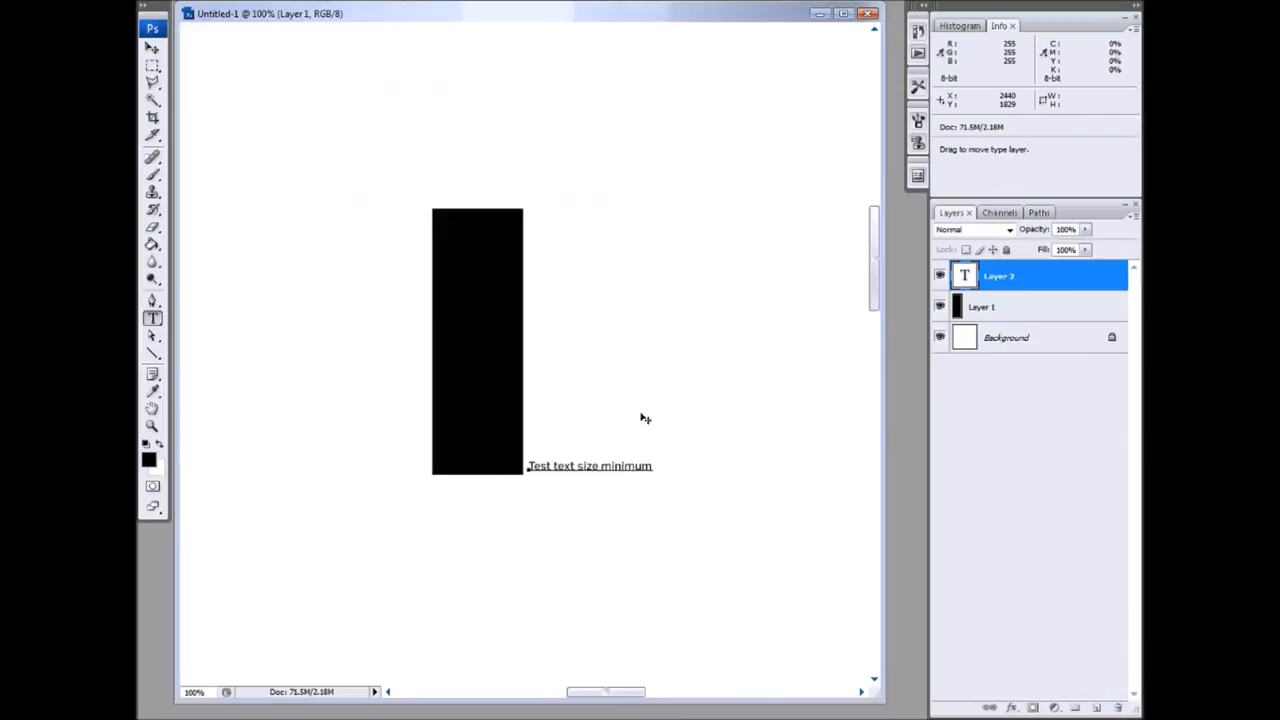 Untitled-1 @ 100% (Layer 1, RGB/8)
Ps
T
Test text size minimum
100%
Doc: 71.5M/2.18M
Histogram Info ×
R: 255
G: 255
B: 255
8-bit
C: 0%
M: 0%
Y: 0%
K: 0%
8-bit
X: 2440
Y: 1829
W:
H:
Doc: 71.5M/2.18M
Drag to move type layer.
Layers × Channels Paths
Normal Opacity: 100%
Lock: Fill: 100%
T Layer 2
Layer 1
Background
fx